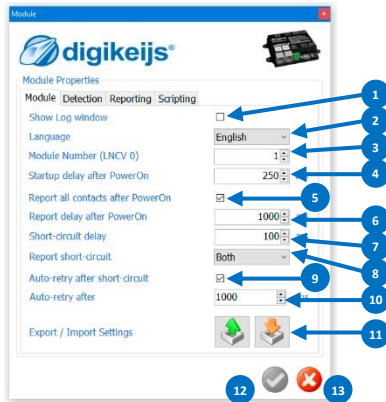 Module
digikeijs®
Module Properties
Module Detection Reporting Scripting
Show Log window 1
Language English 2
Module Number (LNCV 0) 1 3
Startup delay after PowerOn 250 4
Report all contacts after PowerOn 5
Report delay after PowerOn 1000 6
Short-circuit delay 100 7
Report short-circuit Both 8
Auto-retry after short-circuit 9
Auto-retry after 1000 10
Export / Import Settings 11
12 13